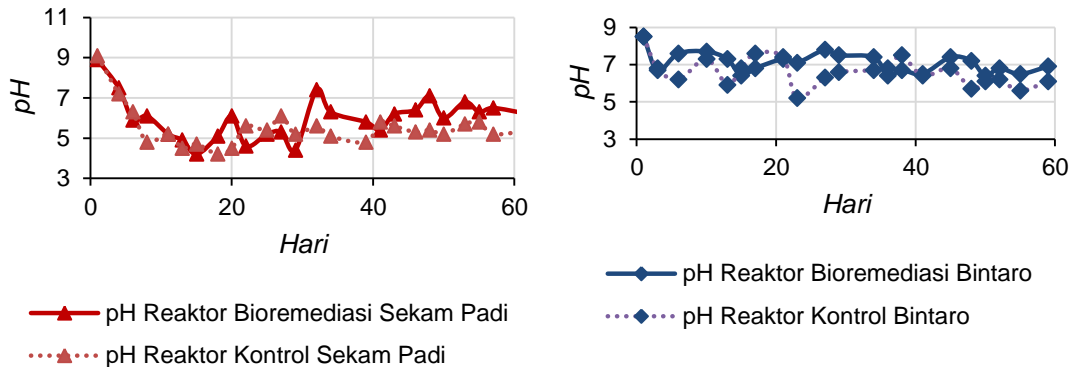 11
9
7
5
3
pH
0
20
40
60
Hari
pH Reaktor Bioremediasi Sekam Padi
pH Reaktor Kontrol Sekam Padi
9
7
5
3
pH
0
20
40
60
Hari
pH Reaktor Bioremediasi Bintaro
pH Reaktor Kontrol Bintaro